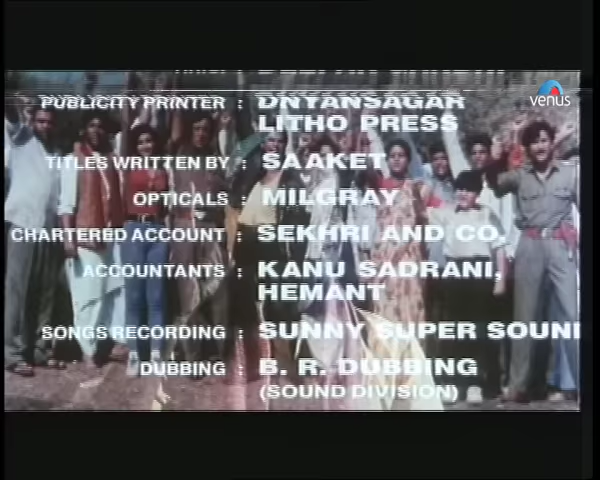 PUBLICITY PRINTER : DNYANSAGAR
LITHO PRESS
venus
TITLES WRITTEN BY : SAAKET
OPTICALS : MILGRAY
CHARTERED ACCOUNT : SEKHRI AND CO.
ACCOUNTANTS : KANU SADRANI,
HEMANT
SONGS RECORDING : SUNNY SUPER SOUND
DUBBING : B. R. DUBBING
(SOUND DIVISION)